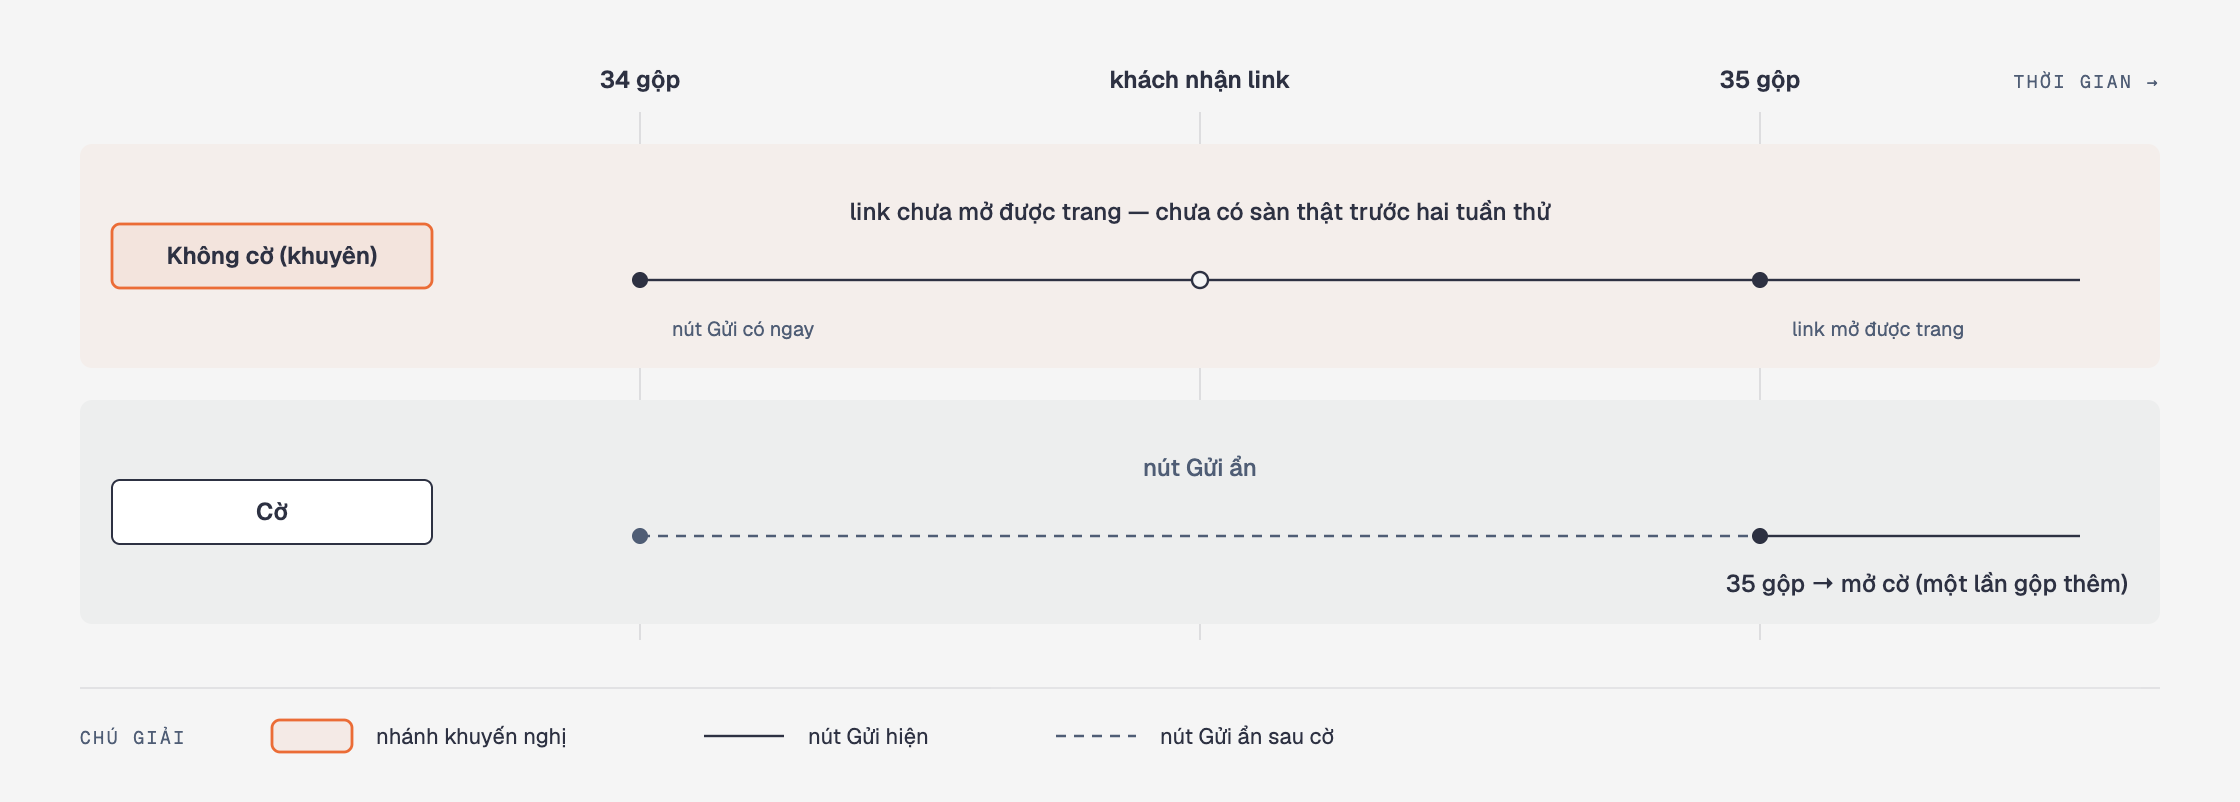 34 gộp
khách nhận link
35 gộp
THỜI GIAN →
link chưa mở được trang — chưa có sàn thật trước hai tuần thử
Không cờ (khuyên)
nút Gửi có ngay
link mở được trang
nút Gửi ẩn
Cờ
35 gộp → mở cờ (một lần gộp thêm)
CHÚ GIẢI
nhánh khuyến nghị
nút Gửi hiện
nút Gửi ẩn sau cờ